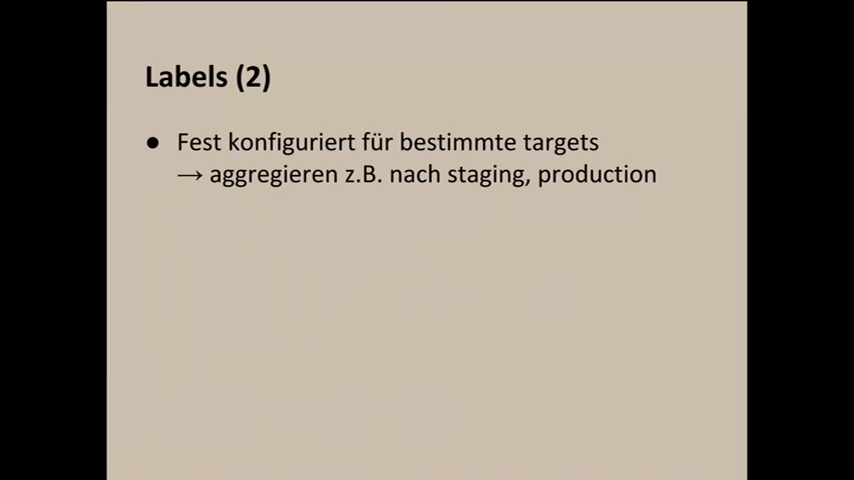 Labels (2)
● Fest konfiguriert für bestimmte targets
→ aggregieren z.B. nach staging, production